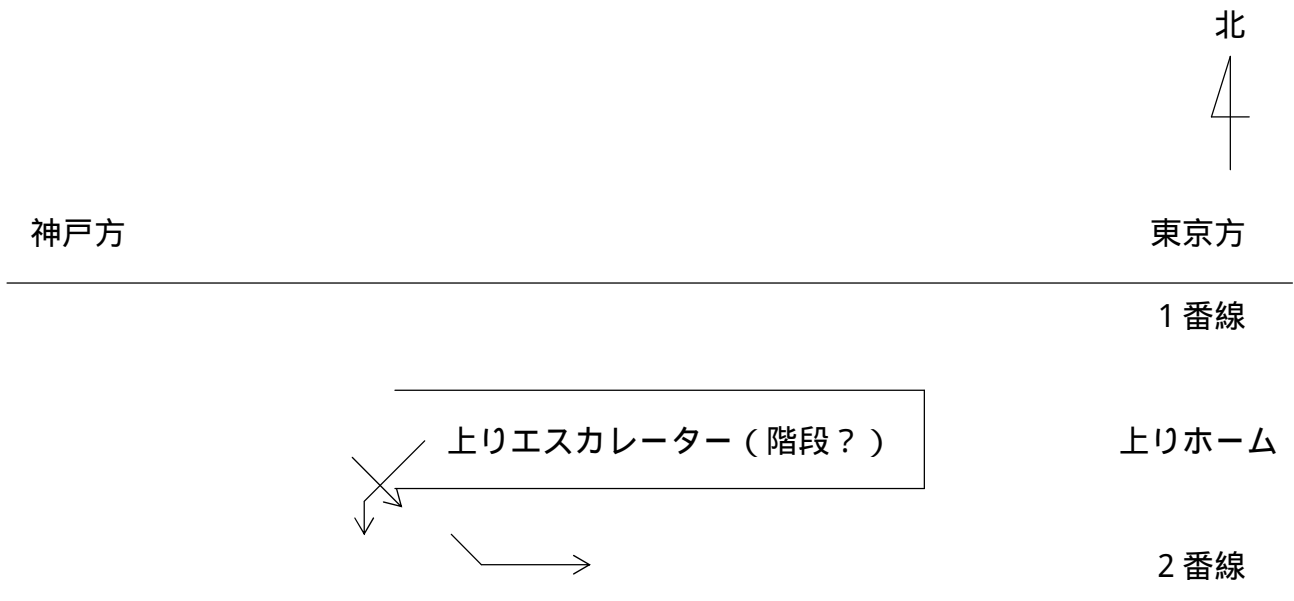 北
神戸方
東京方
1番線
上りエスカレーター(階段?)
上りホーム
2番線